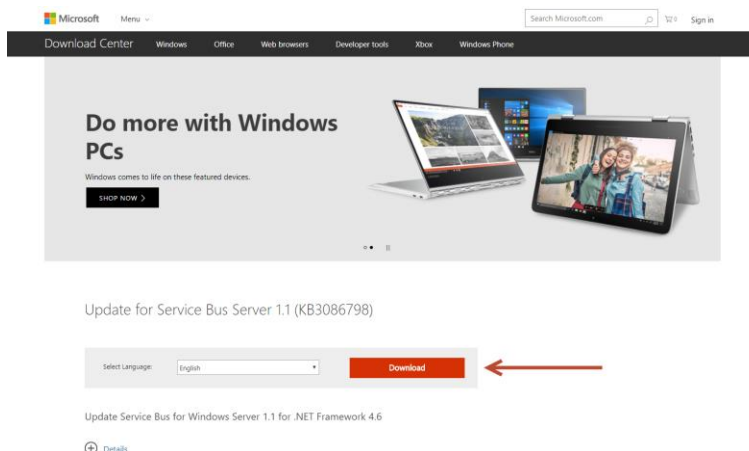 Microsoft Menu Search Microsoft.com 0 Sign in
Download Center Windows Office Web browsers Developer tools Xbox Windows Phone
Do more with Windows
PCs
Windows comes to life on these featured devices.
SHOP NOW >
Update for Service Bus Server 1.1 (KB3086798)
Select Language: English Download
Update Service Bus for Windows Server 1.1 for .NET Framework 4.6
Details